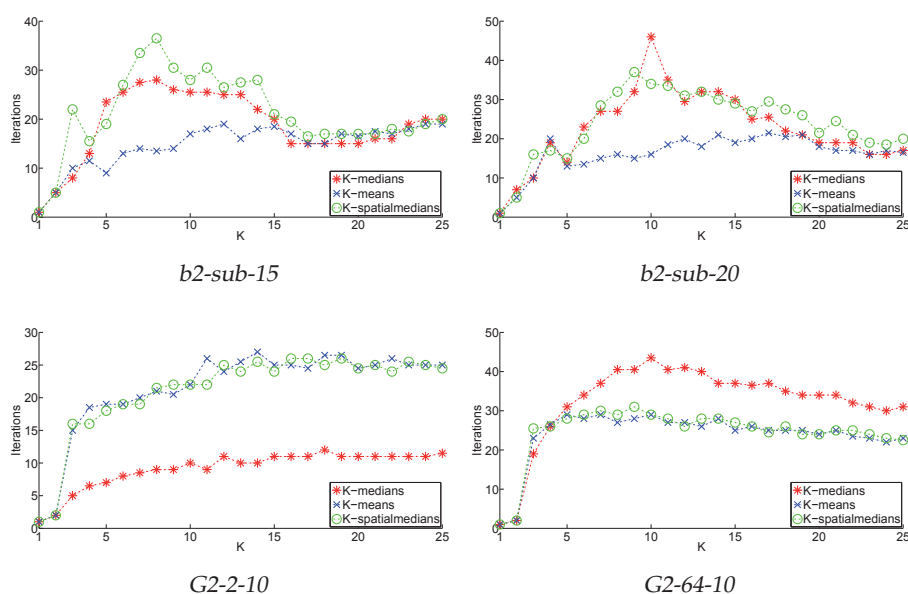 40
30
20
10
0
Iterations
1 5 10 15 20 25
K
K-medians
K-means
K-spatialmedians
b2-sub-15
50
40
30
20
10
0
Iterations
1 5 10 15 20 25
K
K-medians
K-means
K-spatialmedians
b2-sub-20
30
25
20
15
10
5
0
Iterations
1 5 10 15 20 25
K
K-medians
K-means
K-spatialmedians
G2-2-10
50
40
30
20
10
0
Iterations
1 5 10 15 20 25
K
K-medians
K-means
K-spatialmedians
G2-64-10